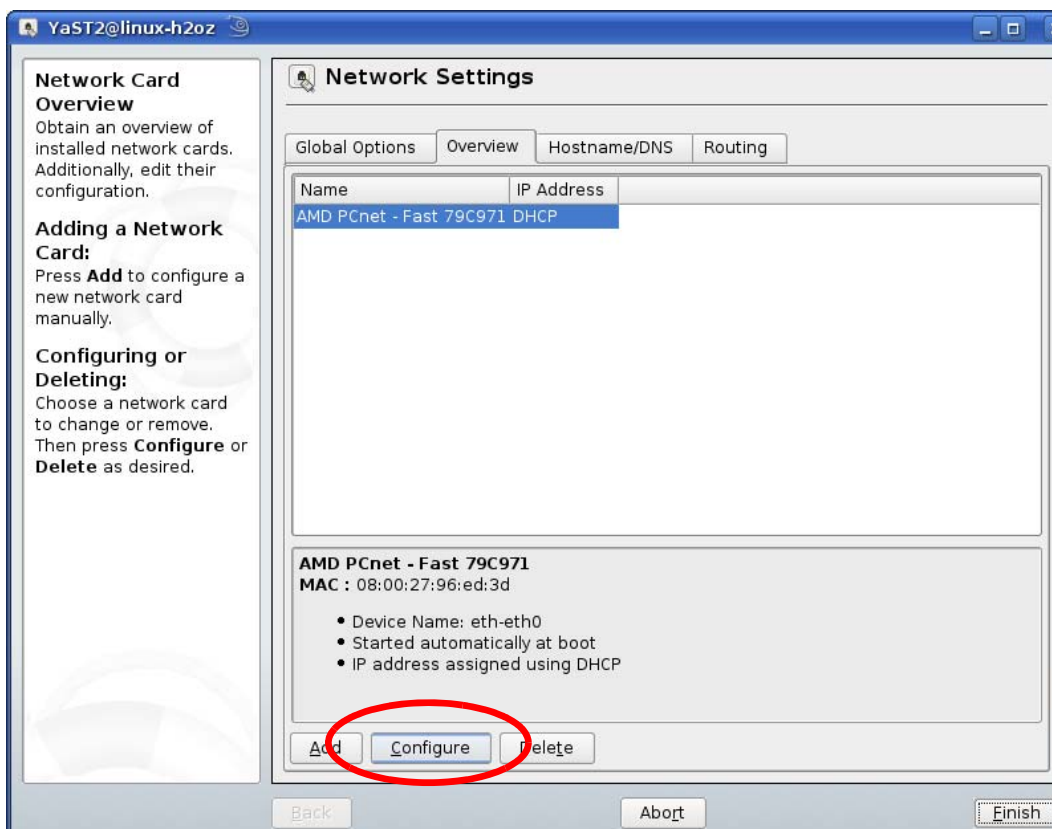 YaST2@linux-h2oz
Network Card
Overview
Obtain an overview of
installed network cards.
Additionally, edit their
configuration.
Adding a Network
Card:
Press Add to configure a
new network card
manually.
Configuring or
Deleting:
Choose a network card
to change or remove.
Then press Configure or
Delete as desired.
Network Settings
Global Options Overview Hostname/DNS Routing
Name IP Address
AMD PCnet - Fast 79C971 DHCP
AMD PCnet - Fast 79C971
MAC : 08:00:27:96:ed:3d
• Device Name: eth-eth0
• Started automatically at boot
• IP address assigned using DHCP
Add Configure Delete
Back Abort Finish